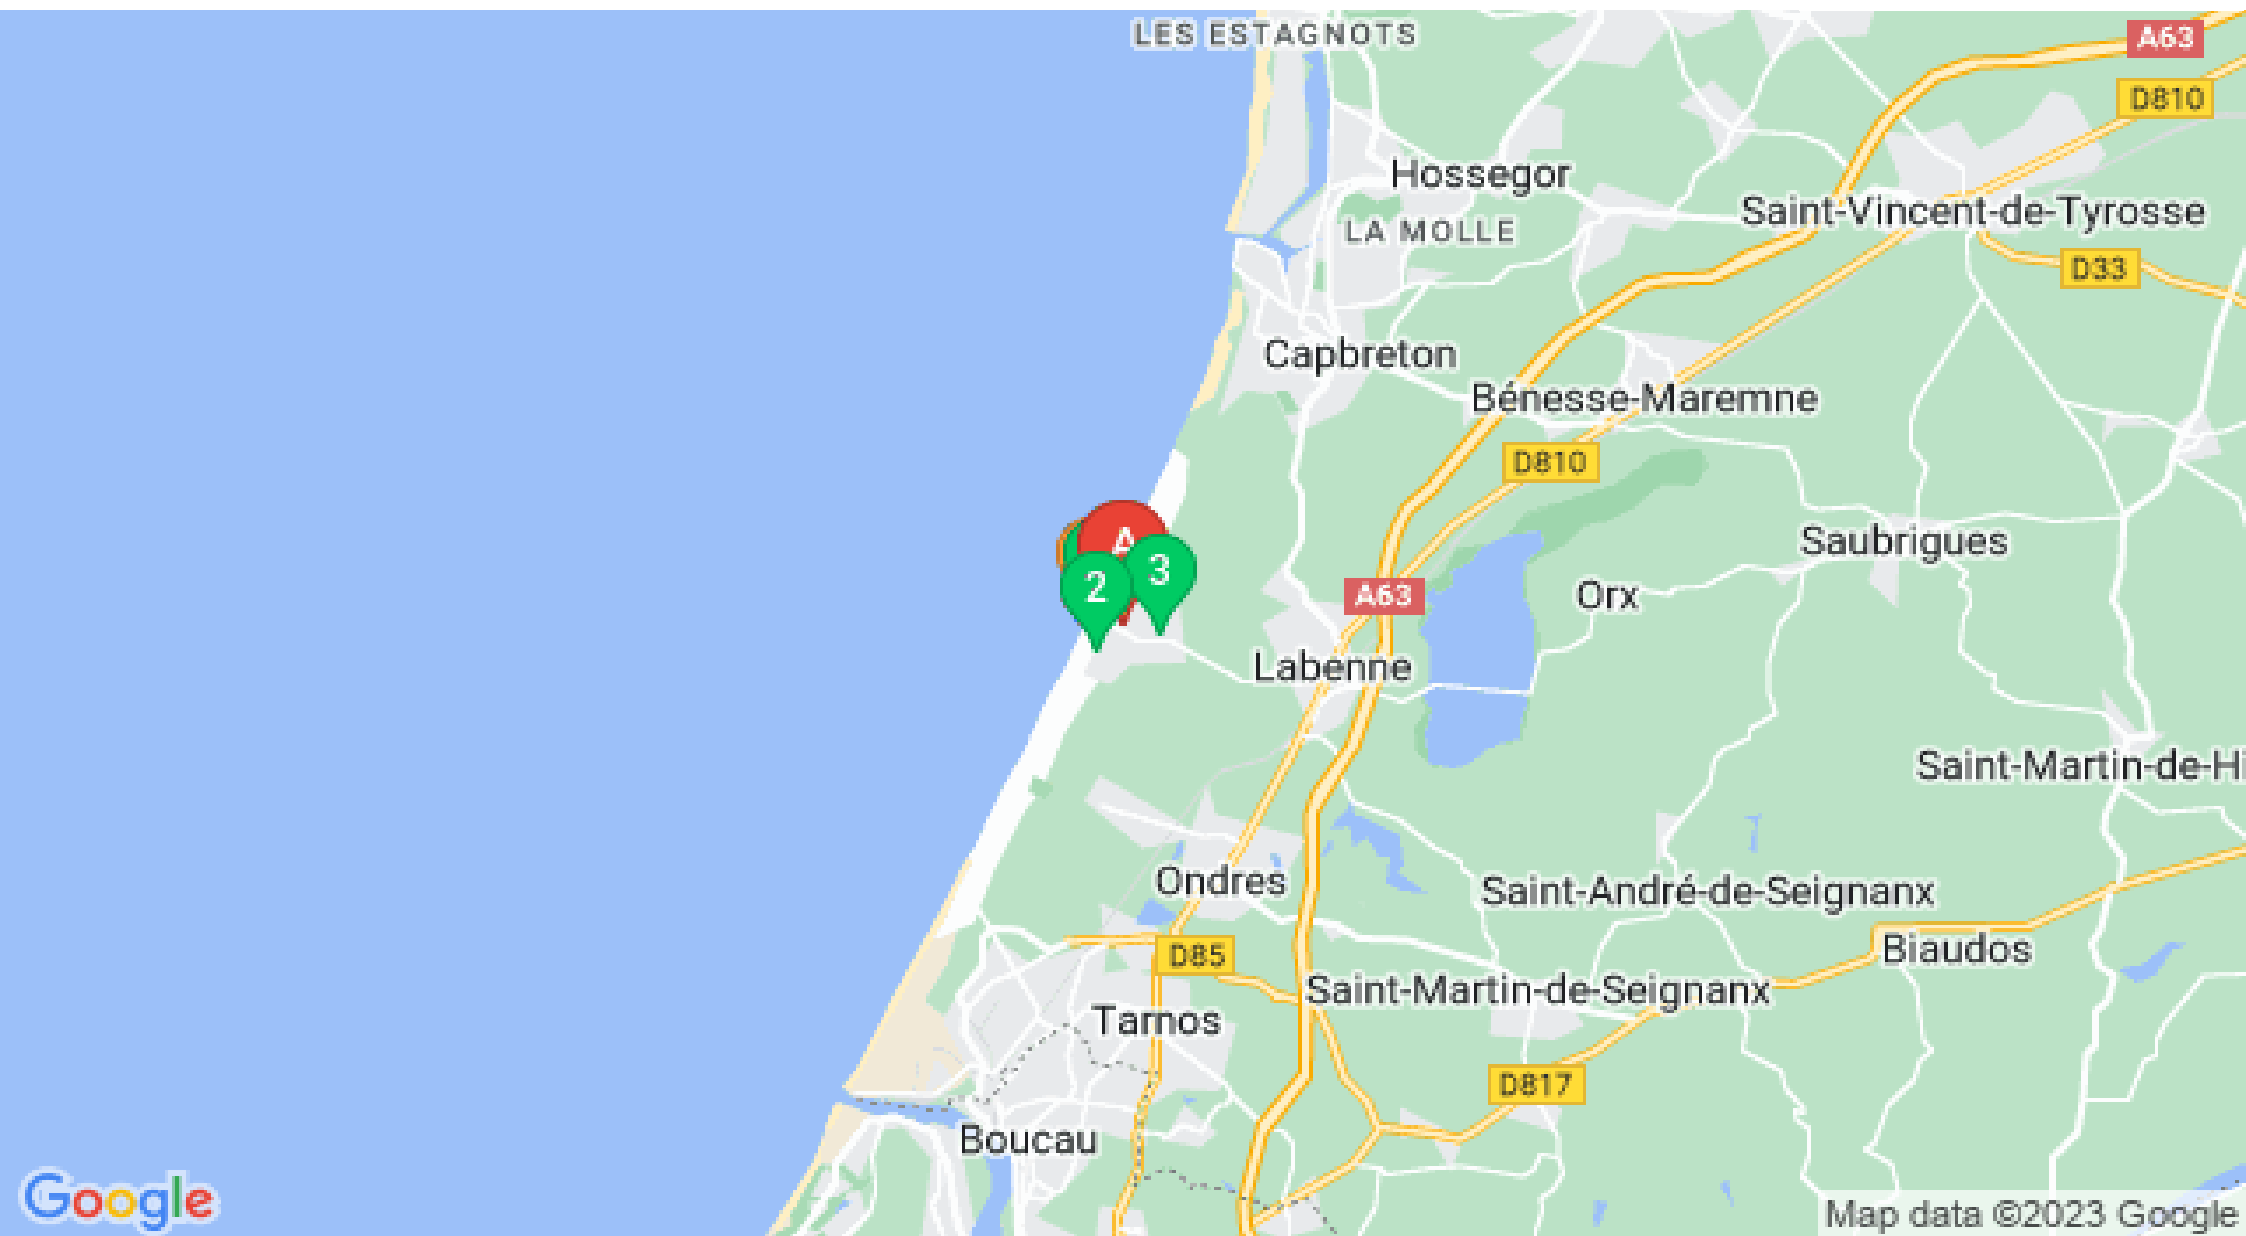 LES ESTAGNOTS
A63
D810
Hossegor
Saint-Vincent-de-Tyrosse
LA MOLLE
D33
Capbreton
Bénesse-Maremne
D810
A
3
2
Saubrigues
A63
Orx
Labenne
Saint-Martin-de-Hi
Ondres
Saint-André-de-Seignanx
Biaudos
D85
Saint-Martin-de-Seignanx
Tarnos
D817
Boucau
Google
Map data ©2023 Google